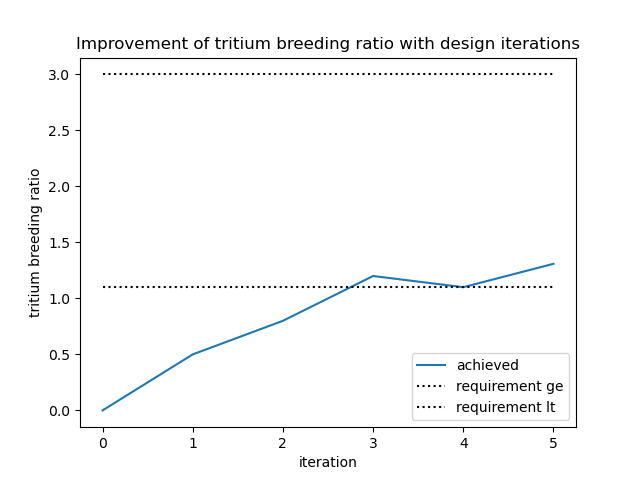 Improvement of tritium breeding ratio with design iterations
3.0
2.5
2.0
1.5
1.0
0.5
0.0
tritium breeding ratio
achieved
requirement ge
requirement lt
0 1 2 3 4 5
iteration